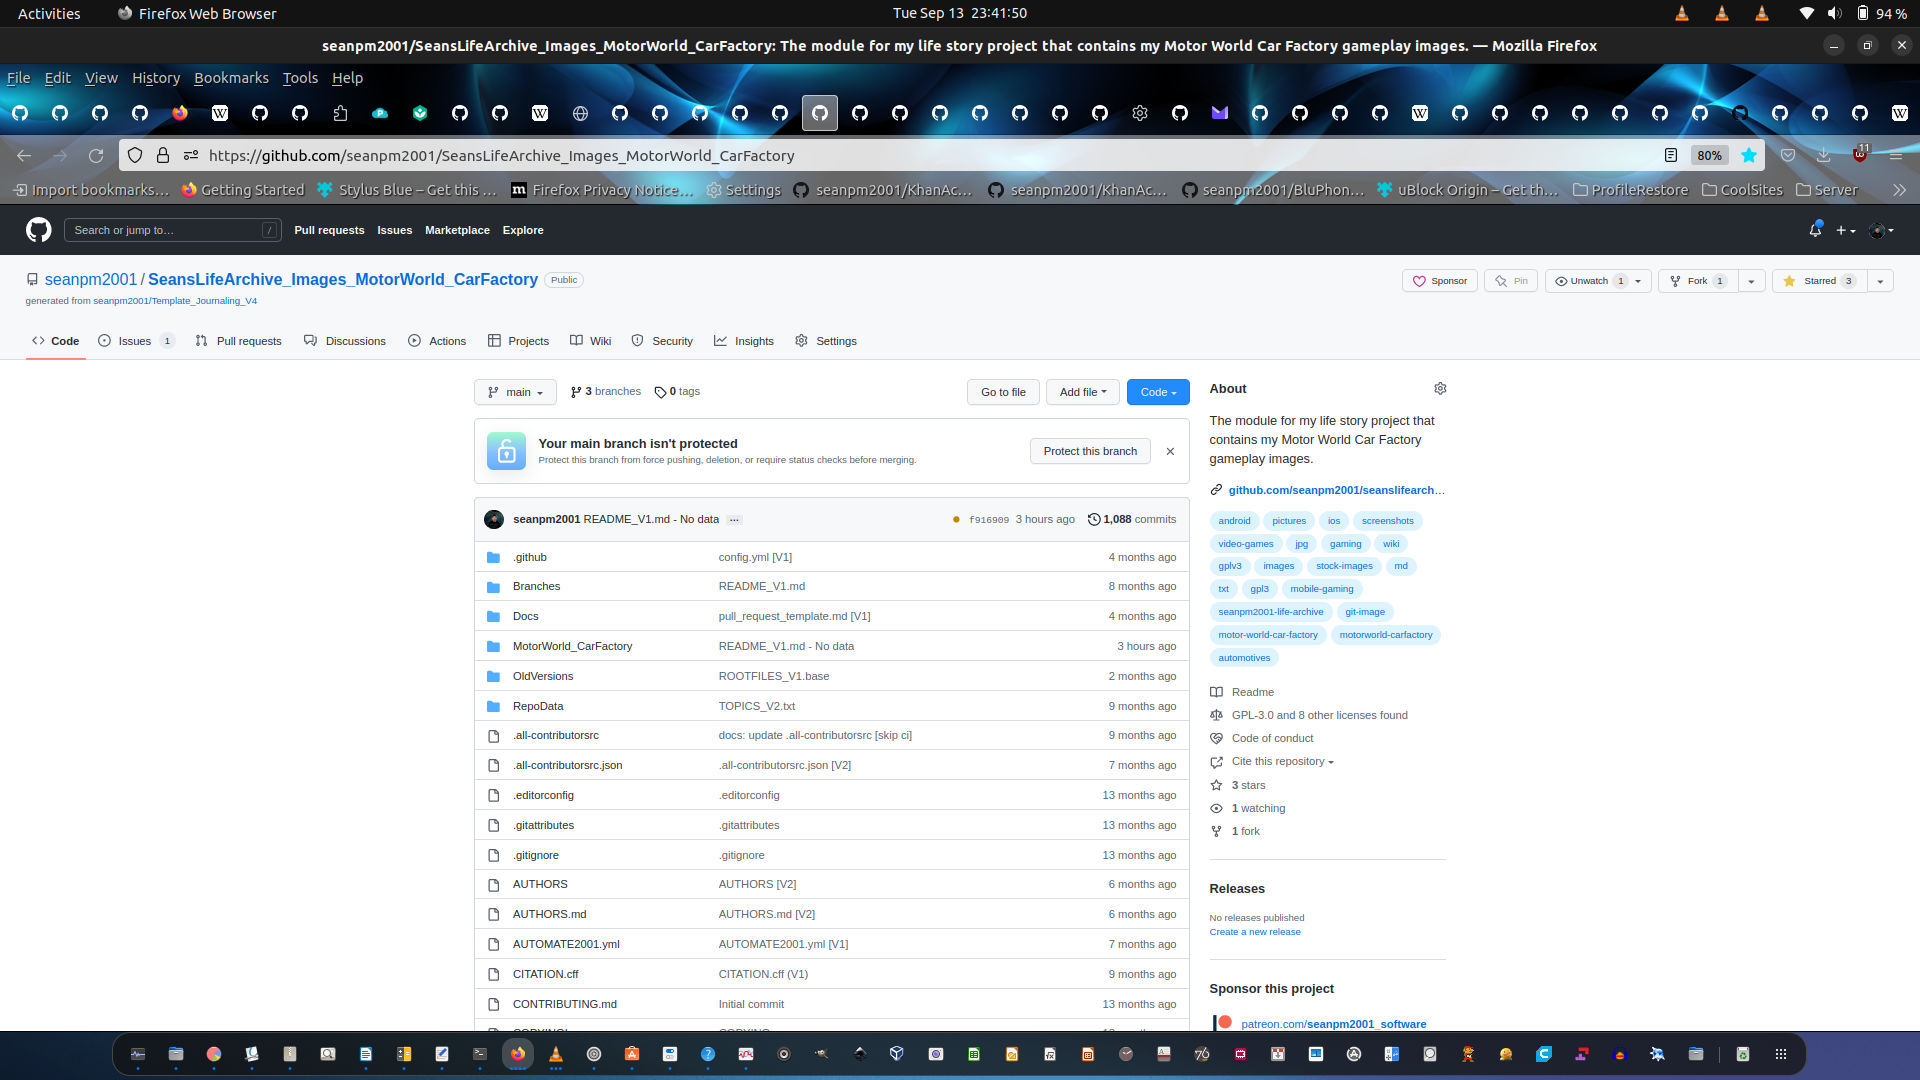 Activities
Firefox Web Browser
Tue Sep 13  23:41:50
94 %
seanpm2001/SeansLifeArchive_Images_MotorWorld_CarFactory: The module for my life story project that contains my Motor World Car Factory gameplay images. — Mozilla Firefox
File Edit View History Bookmarks Tools Help
https://github.com/seanpm2001/SeansLifeArchive_Images_MotorWorld_CarFactory
80%
11
Import bookmarks… Getting Started Stylus Blue – Get this … Firefox Privacy Notice… Settings seanpm2001/KhanAc… seanpm2001/KhanAc… seanpm2001/BluPhon… uBlock Origin – Get th… ProfileRestore CoolSites Server
Search or jump to… /
Pull requests Issues Marketplace Explore
seanpm2001 / SeansLifeArchive_Images_MotorWorld_CarFactory Public
generated from seanpm2001/Template_Journaling_V4
Sponsor Pin Unwatch 1 Fork 1 Starred 3
Code Issues 1 Pull requests Discussions Actions Projects Wiki Security Insights Settings
main 3 branches 0 tags Go to file Add file Code
Your main branch isn't protected
Protect this branch from force pushing, deletion, or require status checks before merging.
Protect this branch
seanpm2001 README_V1.md - No data ... f916909 3 hours ago 1,088 commits
.github config.yml [V1] 4 months ago
Branches README_V1.md 8 months ago
Docs pull_request_template.md [V1] 4 months ago
MotorWorld_CarFactory README_V1.md - No data 3 hours ago
OldVersions ROOTFILES_V1.base 2 months ago
RepoData TOPICS_V2.txt 9 months ago
.all-contributorsrc docs: update .all-contributorsrc [skip ci] 9 months ago
.all-contributorsrc.json .all-contributorsrc.json [V2] 7 months ago
.editorconfig .editorconfig 13 months ago
.gitattributes .gitattributes 13 months ago
.gitignore .gitignore 13 months ago
AUTHORS AUTHORS [V2] 6 months ago
AUTHORS.md AUTHORS.md [V2] 6 months ago
AUTOMATE2001.yml AUTOMATE2001.yml [V1] 7 months ago
CITATION.cff CITATION.cff (V1) 9 months ago
CONTRIBUTING.md Initial commit 13 months ago
About
The module for my life story project that
contains my Motor World Car Factory
gameplay images.
github.com/seanpm2001/seanslifearch…
android pictures ios screenshots
video-games jpg gaming wiki
gplv3 images stock-images md
txt gpl3 mobile-gaming
seanpm2001-life-archive git-image
motor-world-car-factory motorworld-carfactory
automotives
Readme
GPL-3.0 and 8 other licenses found
Code of conduct
Cite this repository
3 stars
1 watching
1 fork
Releases
No releases published
Create a new release
Sponsor this project
patreon.com/seanpm2001_software